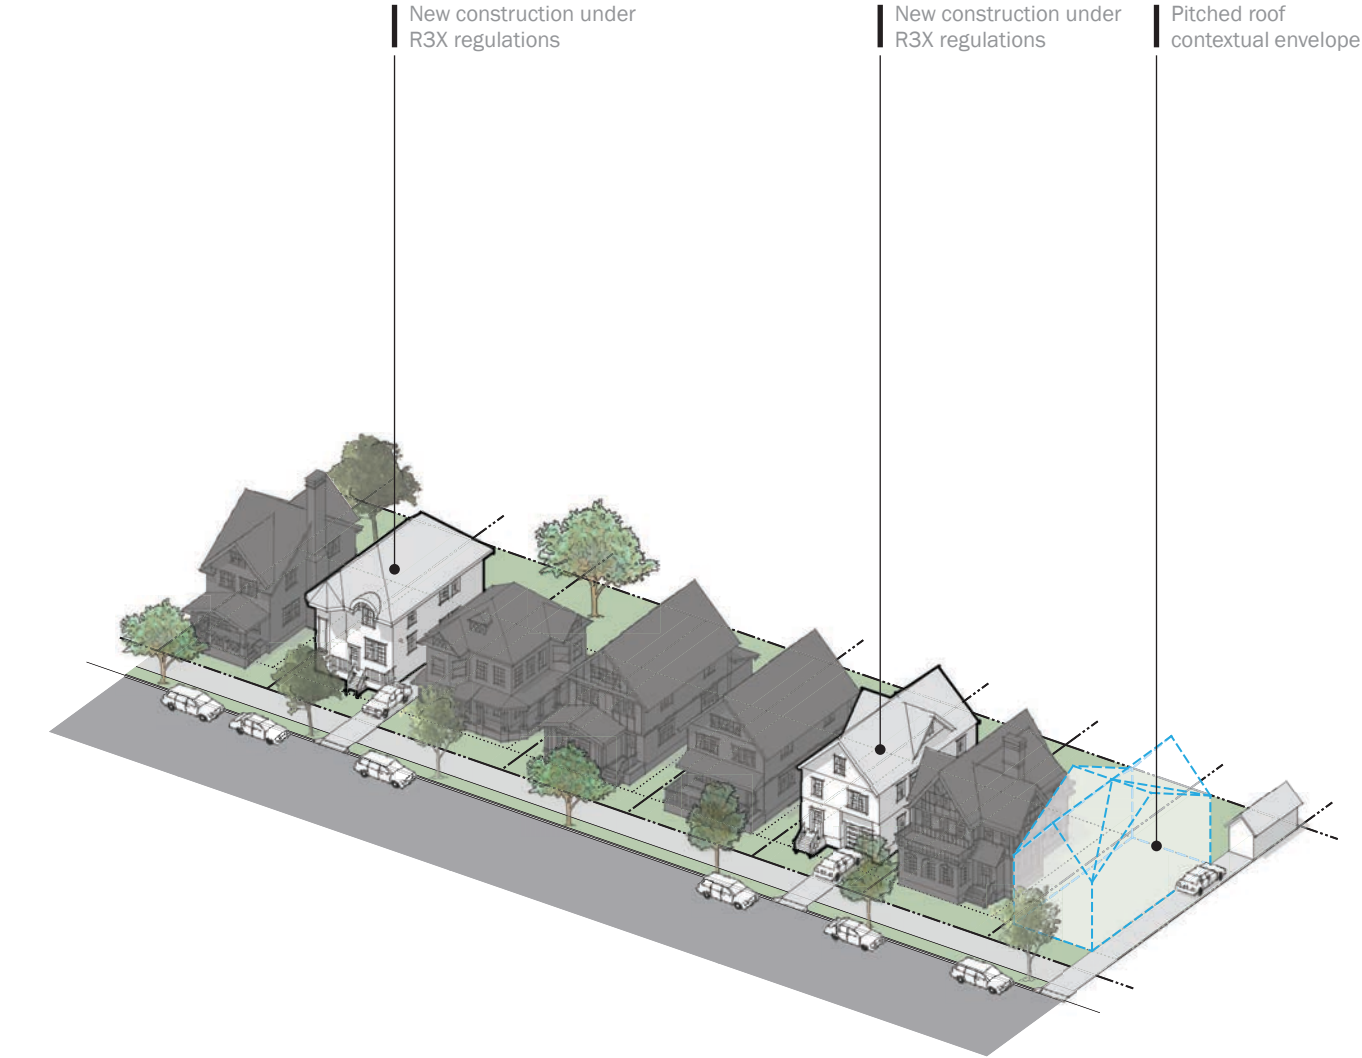 New construction under
R3X regulations
New construction under
R3X regulations
Pitched roof
contextual envelope